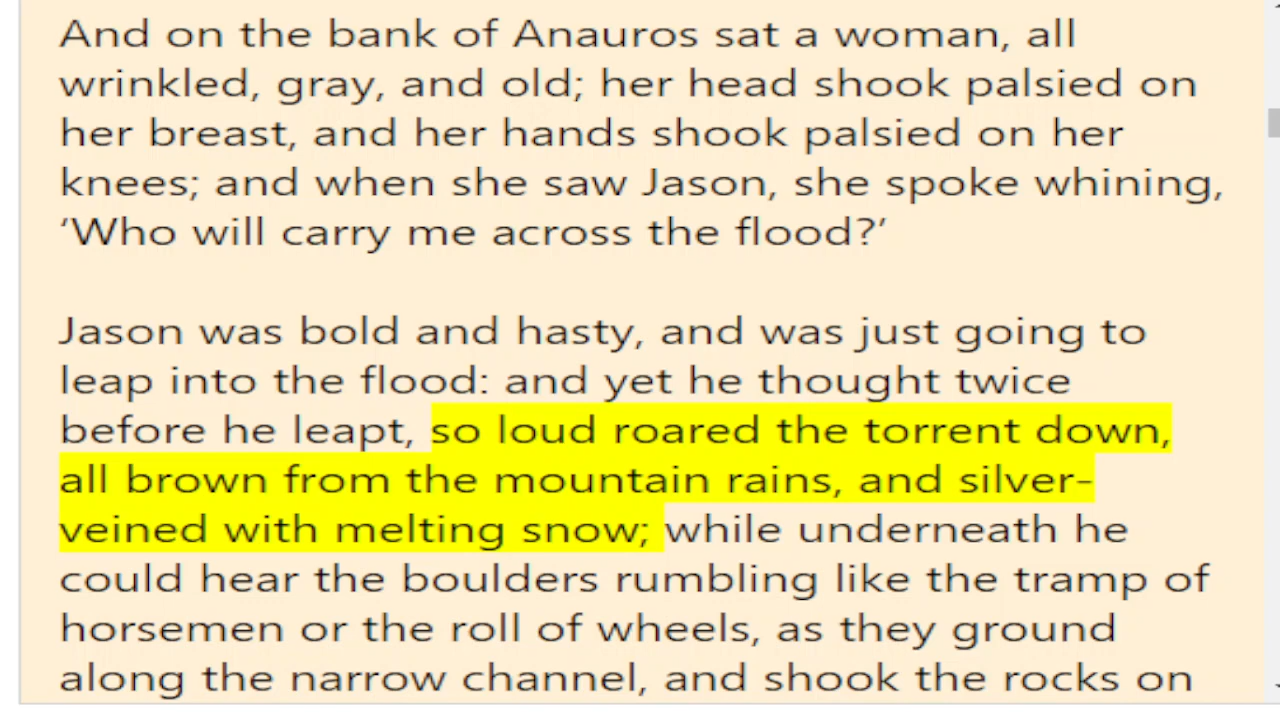 And on the bank of Anauros sat a woman, all
wrinkled, gray, and old; her head shook palsied on
her breast, and her hands shook palsied on her
knees; and when she saw Jason, she spoke whining,
‘Who will carry me across the flood?’
Jason was bold and hasty, and was just going to
leap into the flood: and yet he thought twice
before he leapt, so loud roared the torrent down,
all brown from the mountain rains, and silver-
veined with melting snow; while underneath he
could hear the boulders rumbling like the tramp of
horsemen or the roll of wheels, as they ground
along the narrow channel, and shook the rocks on